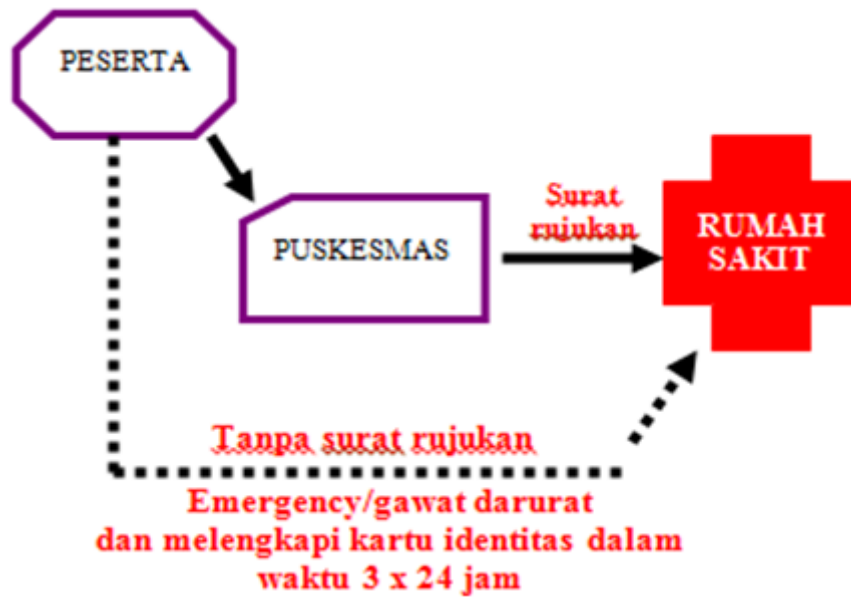 PESERTA
PUSKESMAS
Surat
rujukan
RUMAH
SAKIT
Tanpa surat rujukan
Emergency/gawat darurat
dan melengkapi kartu identitas dalam
waktu 3 x 24 jam